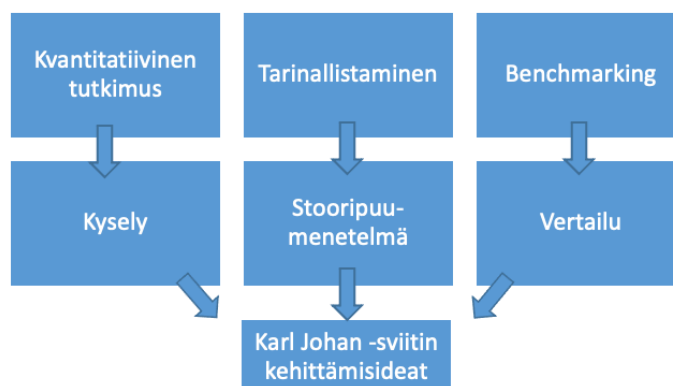 Kvantitatiivinen
tutkimus
Tarinallistaminen
Benchmarking
Kysely
Stooripuu-
menetelmä
Vertailu
Karl Johan -sviitin
kehittämisideat